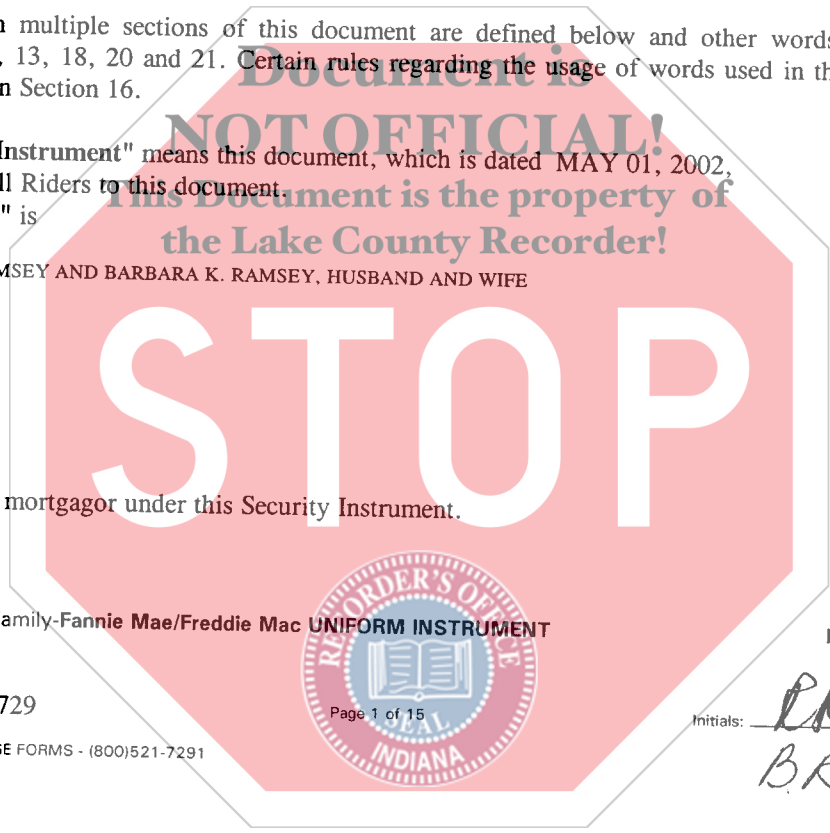 multiple sections of this document are defined below and other words
, 13, 18, 20 and 21. Certain rules regarding the usage of words used in
n Section 16.
Document is
NOT OFFICIAL!
Instrument" means this document, which is dated MAY 01, 2002,
ll Riders to this document.
This Document is the property of
" is
the Lake County Recorder!
MSEY AND BARBARA K. RAMSEY, HUSBAND AND WIFE
STOP
mortgagor under this Security Instrument.
RECORDER'S OFFICE
amily-Fannie Mae/Freddie Mac UNIFORM INSTRUMENT
729
Page 1 of 15
Initials:
SEAL
GE FORMS - (800)521-7291
INDIANA
B.